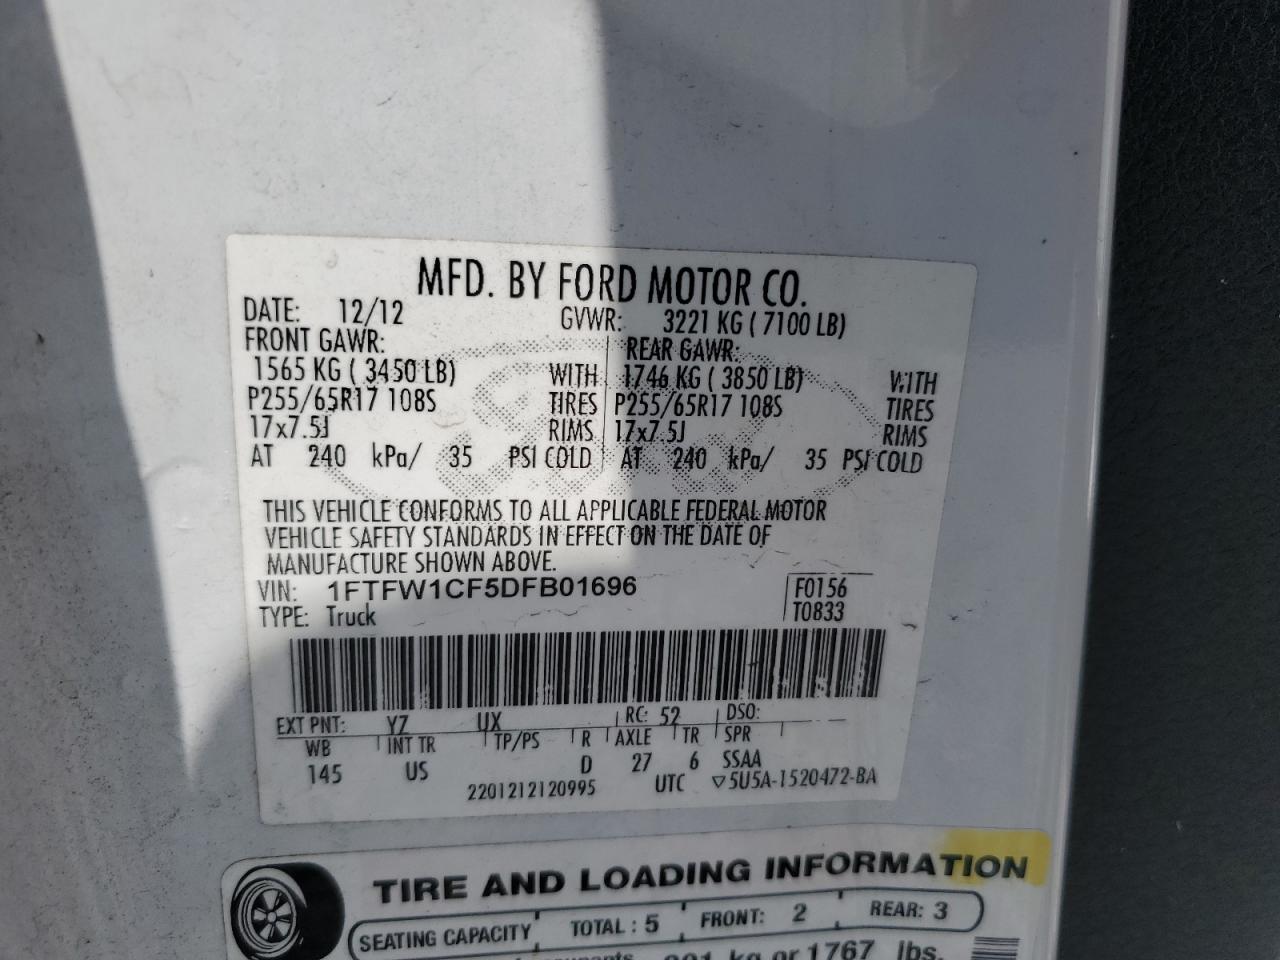 MFD. BY FORD MOTOR CO.
DATE: 12/12 GVWR: 3221 KG ( 7100 LB)
FRONT GAWR: REAR GAWR:
1565 KG ( 3450 LB) WITH 1746 KG ( 3850 LB) WITH
P255/65R17 108S TIRES P255/65R17 108S TIRES
17x7.5J RIMS 17x7.5J RIMS
AT 240 kPa/ 35 PSI COLD AT 240 kPa/ 35 PSI COLD
THIS VEHICLE CONFORMS TO ALL APPLICABLE FEDERAL MOTOR
VEHICLE SAFETY STANDARDS IN EFFECT ON THE DATE OF
MANUFACTURE SHOWN ABOVE.
VIN: 1FTFW1CF5DFB01696 F0156
TYPE: Truck T0833
EXT PNT: YZ UX RC: 52 DSO:
WB INT TR TP/PS R AXLE TR SPR
145 US D 27 6 SSAA
2201212120995 UTC ▽5U5A-1520472-BA
TIRE AND LOADING INFORMATION
SEATING CAPACITY TOTAL : 5 FRONT: 2 REAR: 3
kg or 1767 lbs.